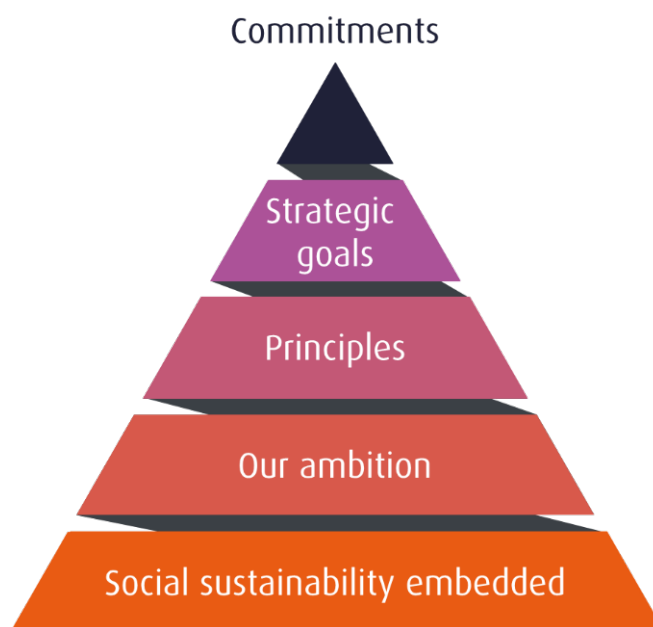 Commitments
Strategic
goals
Principles
Our ambition
Social sustainability embedded